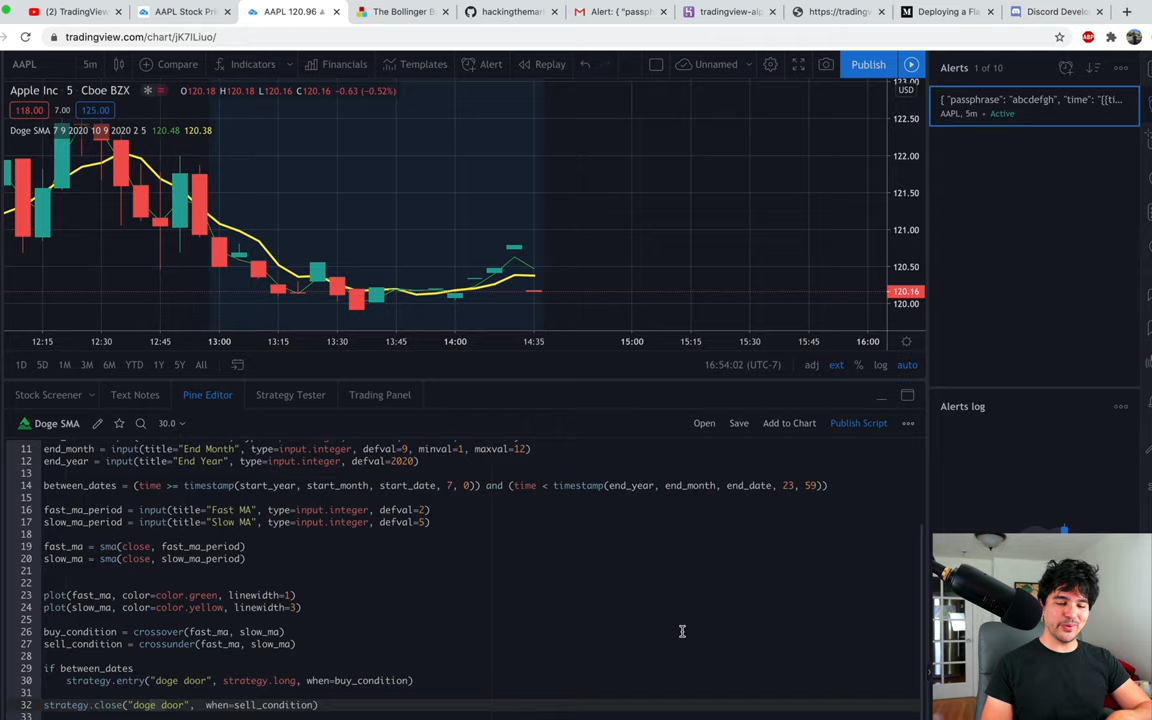 (2) TradingView
AAPL Stock Pri
AAPL 120.96
The Bollinger B
hackingthemar
Alert: {"passph
tradingview-alp
https://tradingv
Deploying a Fla
Discord Develo
tradingview.com/chart/jK7ILiuo/
AAPL 5m Compare Indicators Financials Templates Alert Replay Unnamed Publish
Alerts 1 of 10
Apple Inc · 5 · Cboe BZX O120.18 H120.18 L120.16 C120.16 −0.63 (−0.52%)
118.00 7.00 125.00
Doge SMA 7 9 2020 10 9 2020 2 5 120.48 120.38
{ "passphrase": "abcdefgh", "time": "{{ti...
AAPL, 5m • Active
123.00
USD
122.50
122.00
121.50
121.00
120.50
120.16
120.00
12:15 12:30 12:45 13:00 13:15 13:30 13:45 14:00 14:35 15:00 15:15 15:30 15:45 16:00
1D 5D 1M 3M 6M YTD 1Y 5Y All 16:54:02 (UTC-7) adj ext % log auto
Stock Screener Text Notes Pine Editor Strategy Tester Trading Panel
Alerts log
Doge SMA 30.0 Open Save Add to Chart Publish Script
11 end_month = input(title="End Month", type=input.integer, defval=9, minval=1, maxval=12)
12 end_year = input(title="End Year", type=input.integer, defval=2020)
13
14 between_dates = (time >= timestamp(start_year, start_month, start_date, 7, 0)) and (time < timestamp(end_year, end_month, end_date, 23, 59))
15
16 fast_ma_period = input(title="Fast MA", type=input.integer, defval=2)
17 slow_ma_period = input(title="Slow MA", type=input.integer, defval=5)
18
19 fast_ma = sma(close, fast_ma_period)
20 slow_ma = sma(close, slow_ma_period)
21
22
23 plot(fast_ma, color=color.green, linewidth=1)
24 plot(slow_ma, color=color.yellow, linewidth=3)
25
26 buy_condition = crossover(fast_ma, slow_ma)
27 sell_condition = crossunder(fast_ma, slow_ma)
28
29 if between_dates
30 strategy.entry("doge door", strategy.long, when=buy_condition)
31
32 strategy.close("doge door", when=sell_condition)
33